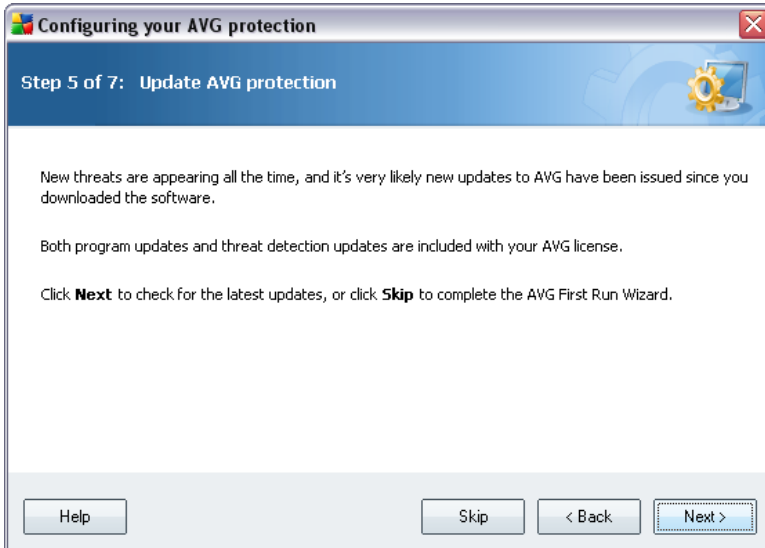 Configuring your AVG protection
Step 5 of 7: Update AVG protection
New threats are appearing all the time, and it's very likely new updates to AVG have been issued since you
downloaded the software.
Both program updates and threat detection updates are included with your AVG license.
Click Next to check for the latest updates, or click Skip to complete the AVG First Run Wizard.
Help
Skip
< Back
Next >